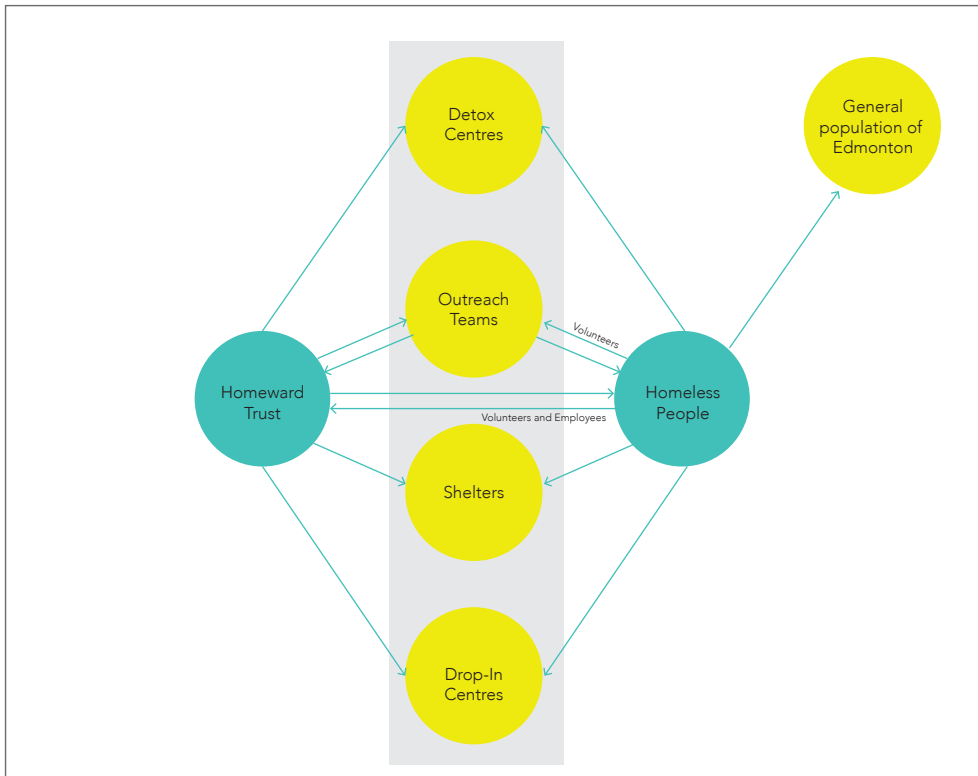 Detox
Centres
General
population of
Edmonton
Outreach
Teams
Volunteers
Homeward
Trust
Homeless
People
Volunteers and Employees
Shelters
Drop-In
Centres